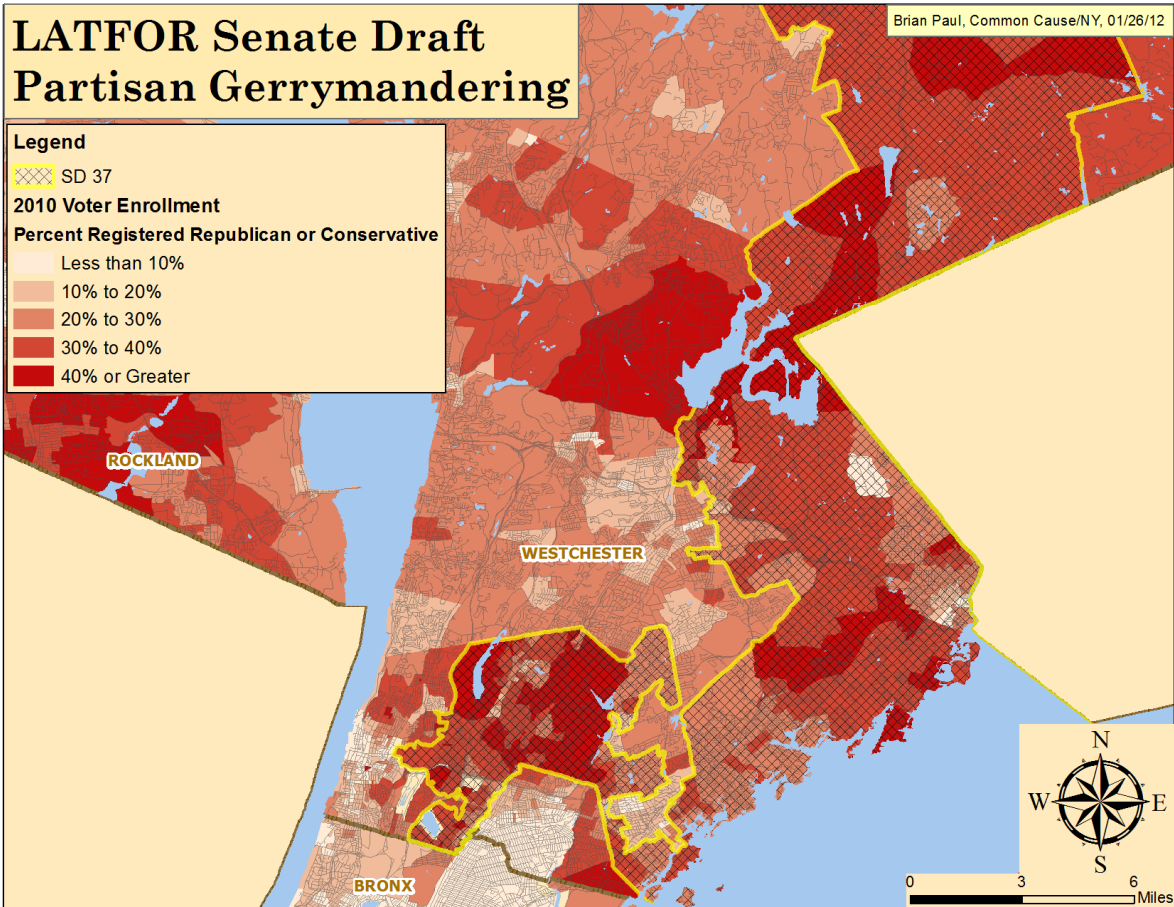 LATFOR Senate Draft
Partisan Gerrymandering
Brian Paul, Common Cause/NY, 01/26/12
Legend
SD 37
2010 Voter Enrollment
Percent Registered Republican or Conservative
Less than 10%
10% to 20%
20% to 30%
30% to 40%
40% or Greater
ROCKLAND
WESTCHESTER
BRONX
N
W E
S
0 3 6
Miles